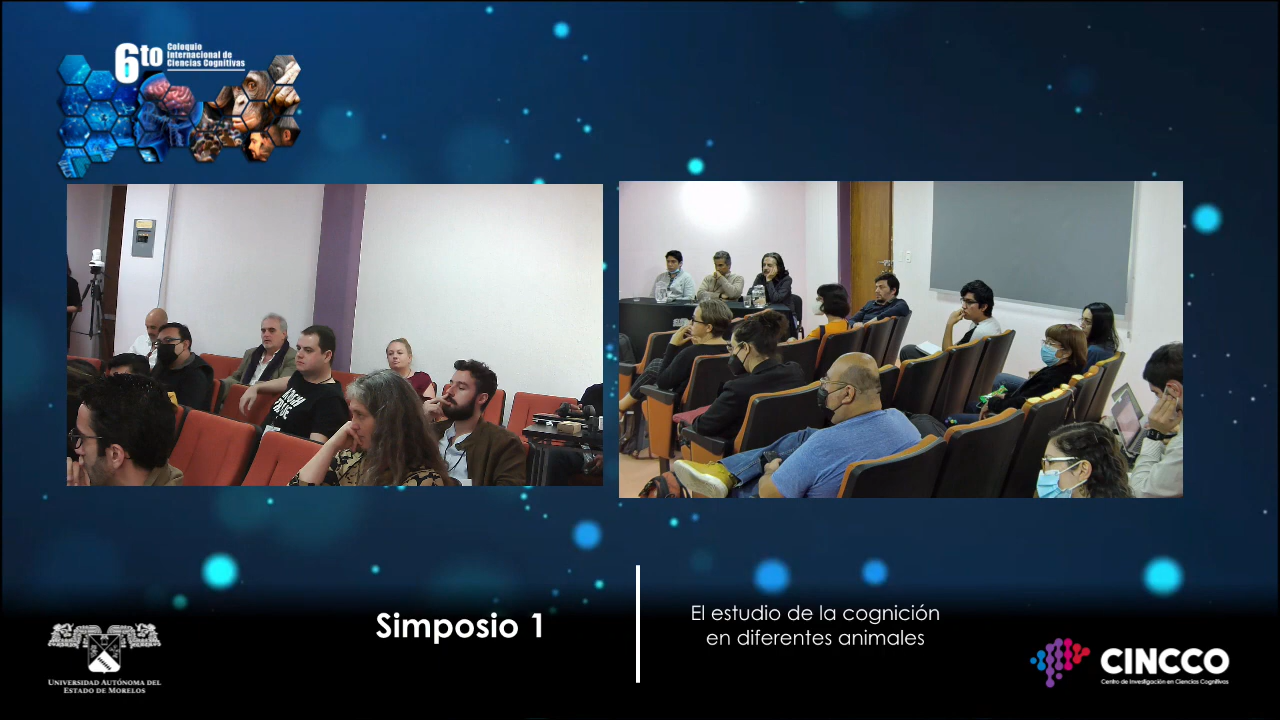 6to
Coloquio
Internacional de
Ciencias Cognitivas
Simposio 1
El estudio de la cognición
en diferentes animales
UNIVERSIDAD AUTÓNOMA DEL
ESTADO DE MORELOS
CINCCO
Centro de Investigación en Ciencias Cognitivas